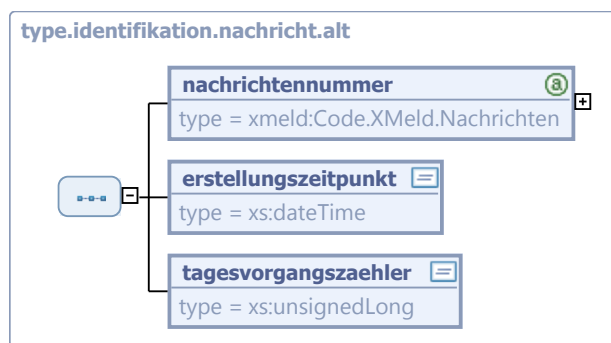 type.identifikation.nachricht.alt
nachrichtennummer
type = xmeld:Code.XMeld.Nachrichten
erstellungszeitpunkt
type = xs:dateTime
tagesvorgangszaehler
type = xs:unsignedLong